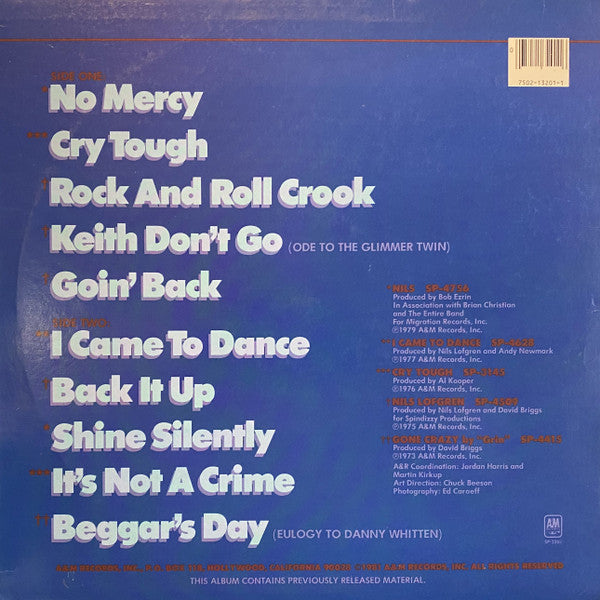 0
7502-13201-1
SIDE ONE:
* No Mercy
*** Cry Tough
† Rock And Roll Crook
† Keith Don't Go (ODE TO THE GLIMMER TWIN)
† Goin' Back
SIDE TWO:
** I Came To Dance
† Back It Up
* Shine Silently
*** It's Not A Crime
†† Beggar's Day (EULOGY TO DANNY WHITTEN)
*NILS SP-4756
Produced by Bob Ezrin
In Association with Brian Christian
and The Entire Band
For Migration Records, Inc.
℗1979 A&M Records, Inc.
**I CAME TO DANCE SP-4628
Produced by Nils Lofgren and Andy Newmark
℗1977 A&M Records, Inc.
***CRY TOUGH SP-3145
Produced by Al Kooper
℗1976 A&M Records, Inc.
†NILS LOFGREN SP-4509
Produced by Nils Lofgren and David Briggs
for Spindizzy Productions
℗1975 A&M Records, Inc.
††GONE CRAZY by "Grin" SP-4415
Produced by David Briggs
℗1973 A&M Records, Inc.
A&R Coordination: Jordan Harris and
Martin Kirkup
Art Direction: Chuck Beeson
Photography: Ed Caraeff
A&M
A&M RECORDS, INC., P.O. BOX 118, HOLLYWOOD, CALIFORNIA 90028 ©1981 A&M RECORDS, INC. ALL RIGHTS RESERVED
THIS ALBUM CONTAINS PREVIOUSLY RELEASED MATERIAL.